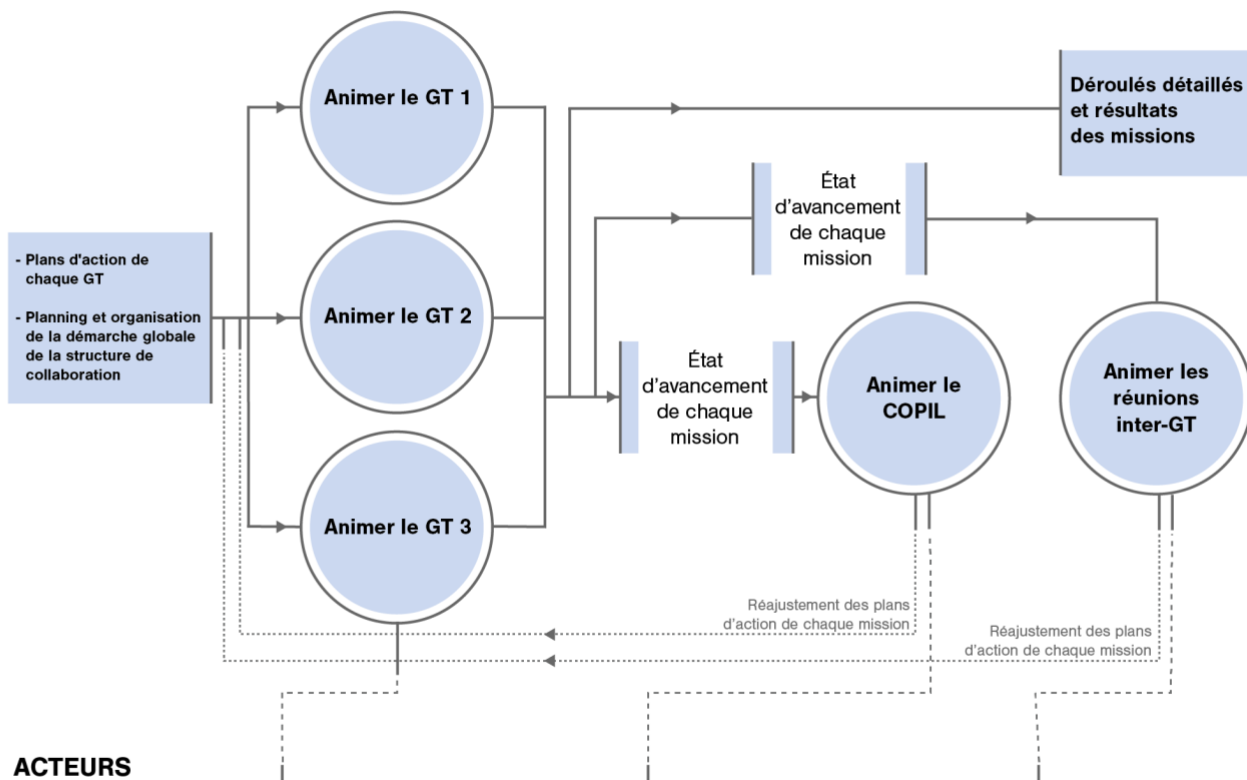 Animer le GT 1
Déroulés détaillés
et résultats
des missions
État
d’avancement
de chaque
mission
- Plans d'action de
chaque GT
- Planning et organisation
de la démarche globale
de la structure de
collaboration
Animer le GT 2
État
d’avancement
de chaque
mission
Animer le
COPIL
Animer les
réunions
inter-GT
Animer le GT 3
Réajustement des plans
d’action de chaque mission
Réajustement des plans
d’action de chaque mission
ACTEURS